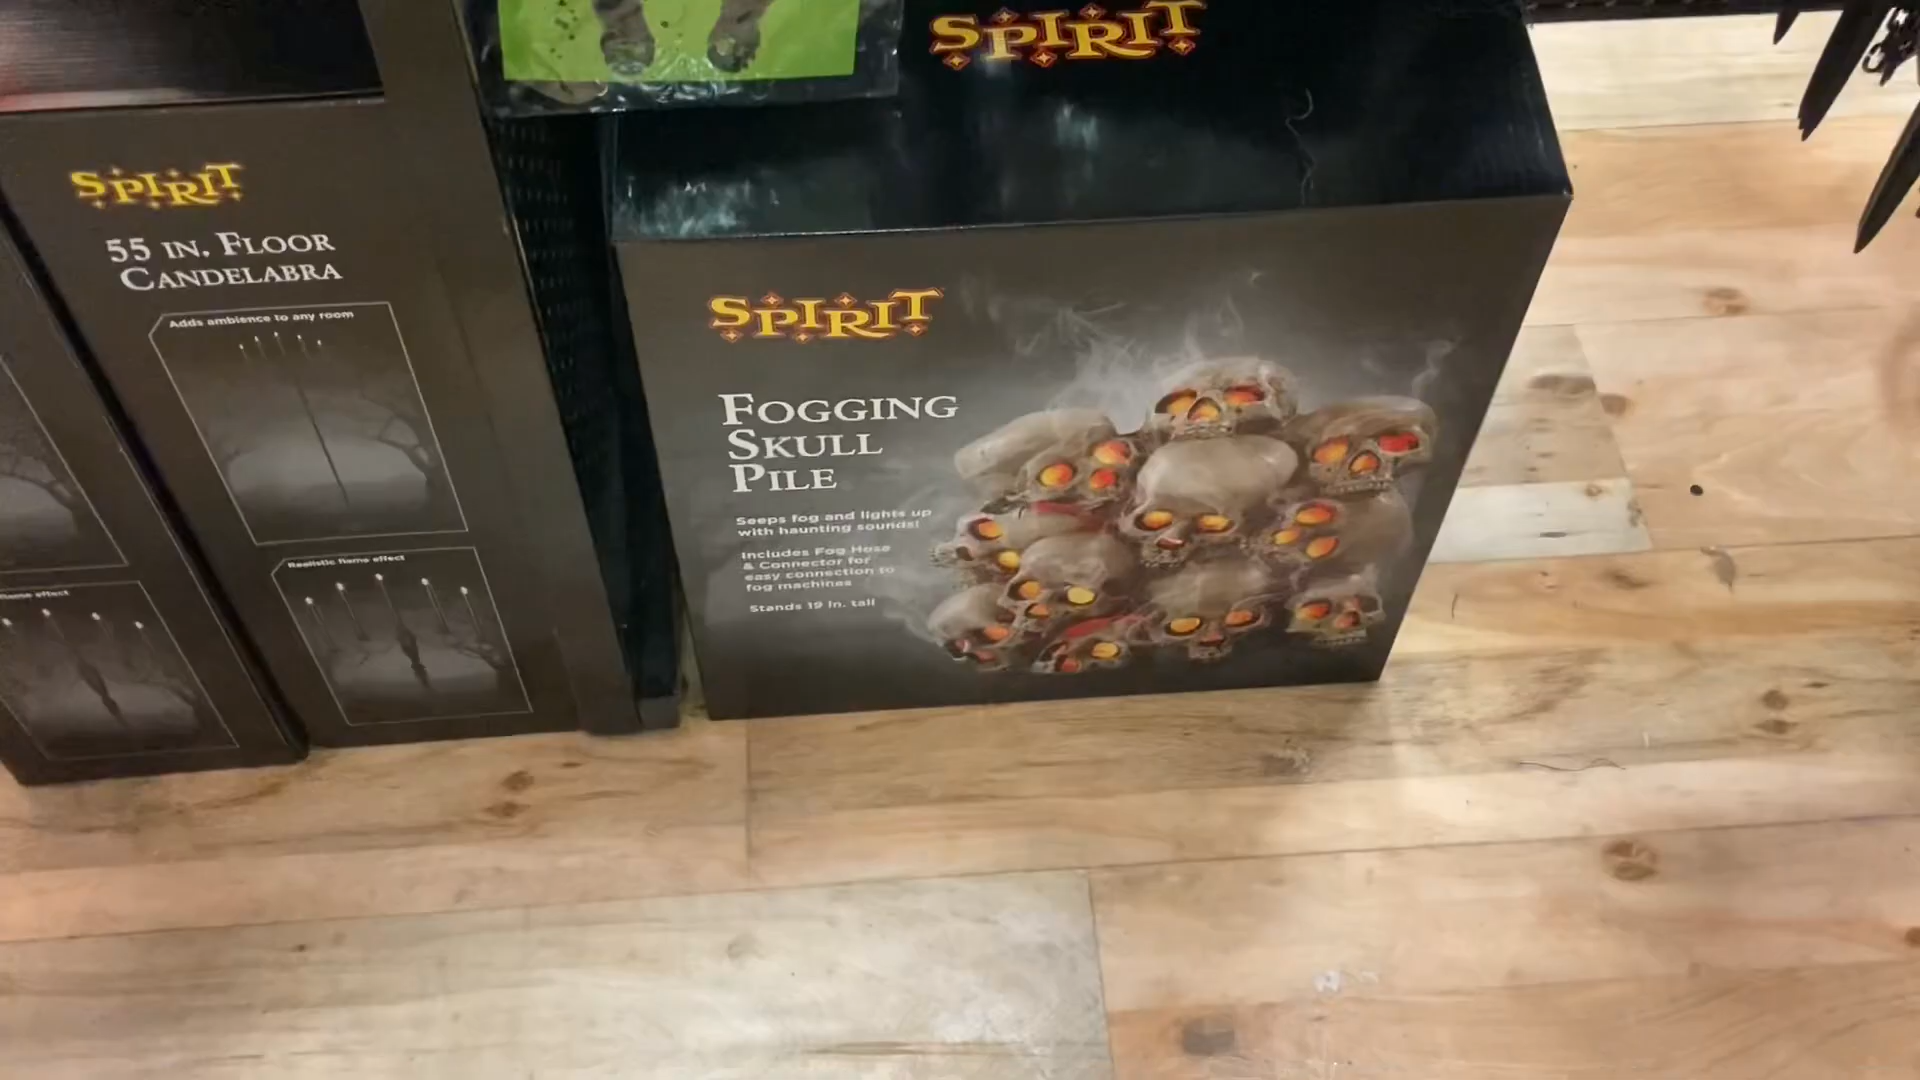 SPIRIT
SPIRIT
55 IN. FLOOR
CANDELABRA
Adds ambience to any room
Realistic flame effect
flame effect
SPIRIT
FOGGING
SKULL
PILE
Seeps fog and lights up
with haunting sounds!
Includes Fog Hose
& Connector for
easy connection to
fog machines
Stands 19 in. tall